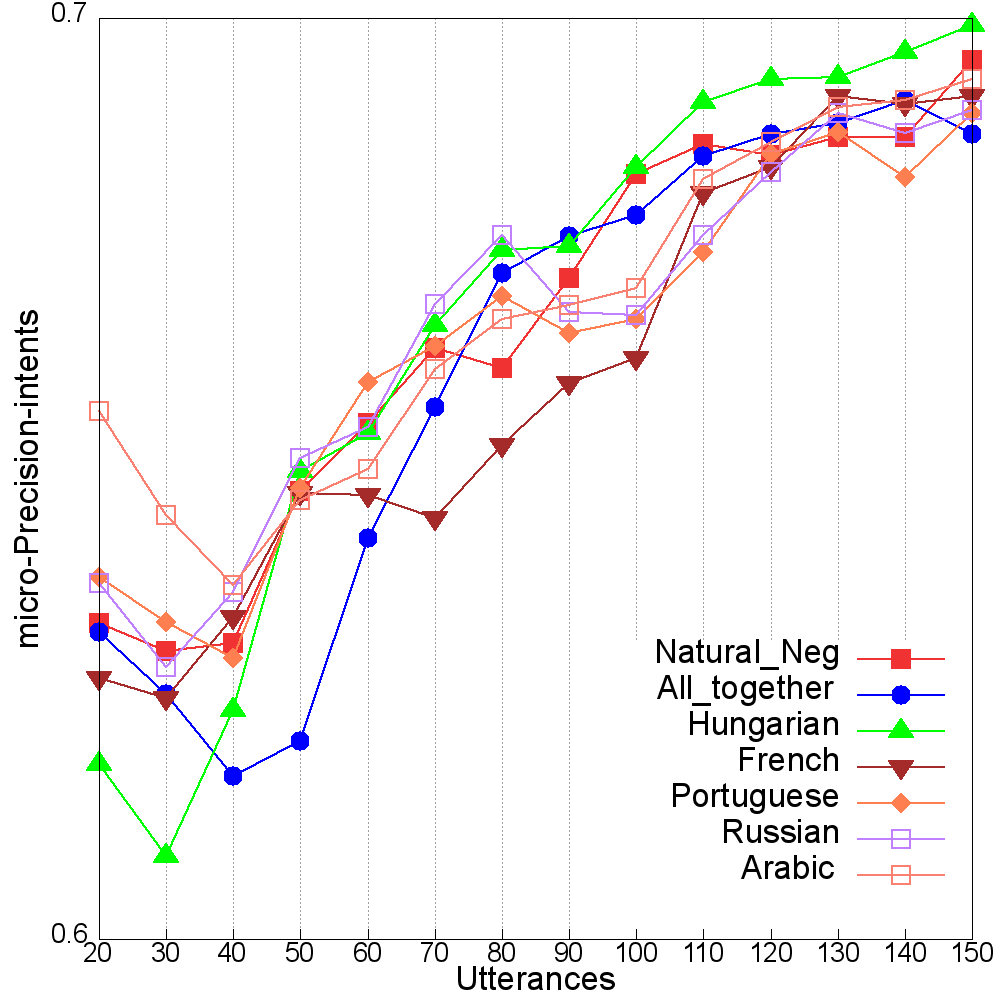 0.7
micro-Precision-intents
Natural_Neg
All_together
Hungarian
French
Portuguese
Russian
Arabic
0.6
20 30 40 50 60 70 80 90 100 110 120 130 140 150
Utterances